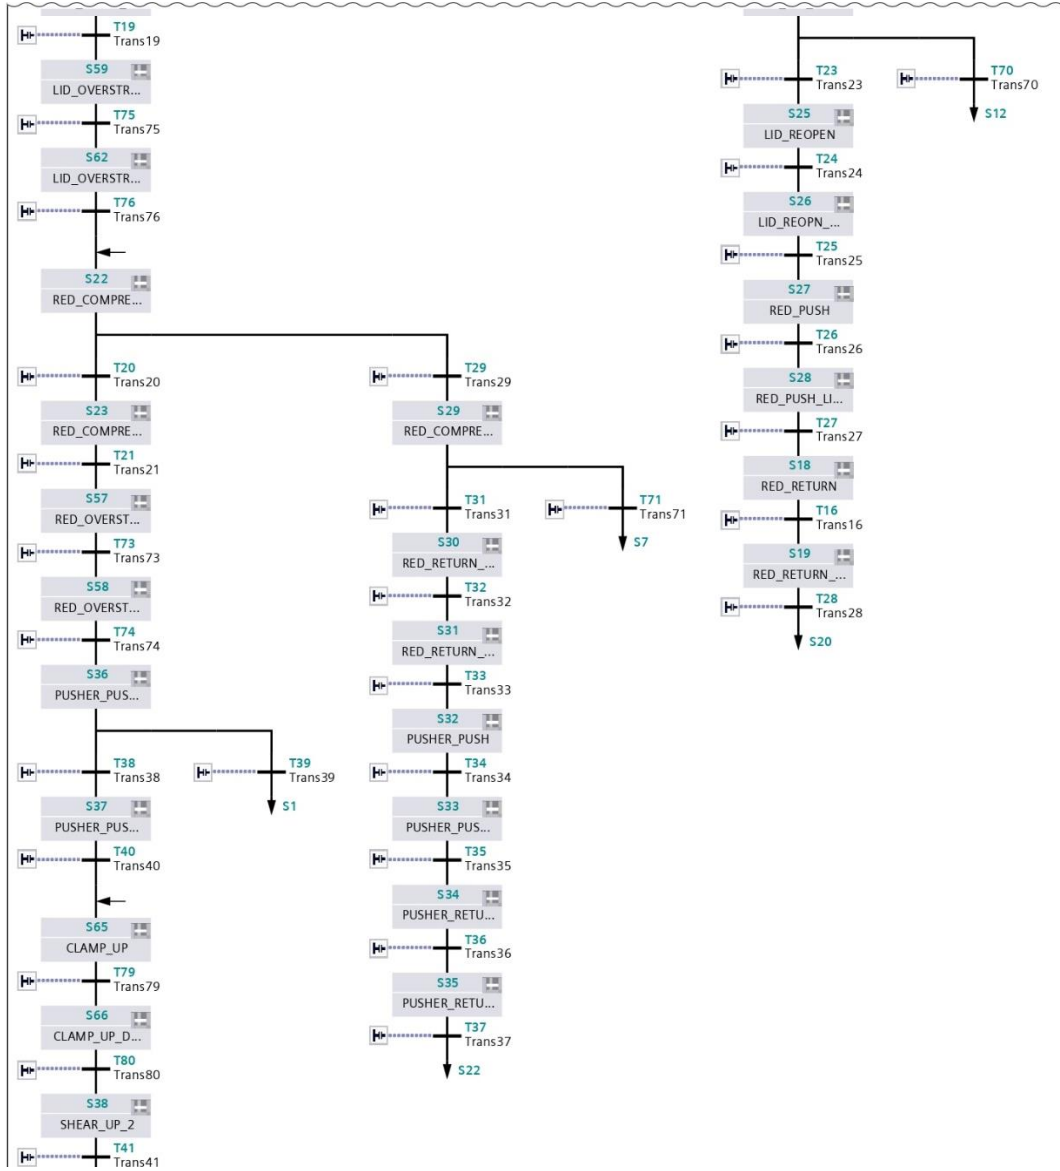 T19
Trans19
S59
LID_OVERSTR...
T75
Trans75
S62
LID_OVERSTR...
T76
Trans76
S22
RED_COMPRE...
T20
Trans20
S23
RED_COMPRE...
T21
Trans21
S57
RED_OVERST...
T73
Trans73
S58
RED_OVERST...
T74
Trans74
S36
PUSHER_PUS...
T38
Trans38
T39
Trans39
S1
S37
PUSHER_PUS...
T40
Trans40
S65
CLAMP_UP
T79
Trans79
S66
CLAMP_UP_D...
T80
Trans80
S38
SHEAR_UP_2
T41
Trans41
T29
Trans29
S29
RED_COMPRE...
T31
Trans31
T71
Trans71
S7
S30
RED_RETURN_...
T32
Trans32
S31
RED_RETURN_...
T33
Trans33
S32
PUSHER_PUSH
T34
Trans34
S33
PUSHER_PUS...
T35
Trans35
S34
PUSHER_RETU...
T36
Trans36
S35
PUSHER_RETU...
T37
Trans37
S22
T23
Trans23
T70
Trans70
S12
S25
LID_REOPEN
T24
Trans24
S26
LID_REOPN_...
T25
Trans25
S27
RED_PUSH
T26
Trans26
S28
RED_PUSH_LI...
T27
Trans27
S18
RED_RETURN
T16
Trans16
S19
RED_RETURN_...
T28
Trans28
S20